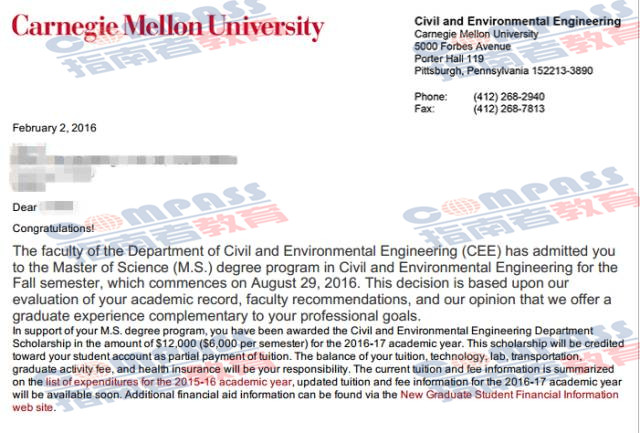 Carnegie Mellon University
Civil and Environmental Engineering
Carnegie Mellon University
5000 Forbes Avenue
Porter Hall 119
Pittsburgh, Pennsylvania 152213-3890
Phone: (412) 268-2940
Fax: (412) 268-7813
February 2, 2016
Dear
Congratulations!
The faculty of the Department of Civil and Environmental Engineering (CEE) has admitted you
to the Master of Science (M.S.) degree program in Civil and Environmental Engineering for the
Fall semester, which commences on August 29, 2016. This decision is based upon our
evaluation of your academic record, faculty recommendations, and our opinion that we offer a
graduate experience complementary to your professional goals.
In support of your M.S. degree program, you have been awarded the Civil and Environmental Engineering Department
Scholarship in the amount of $12,000 ($6,000 per semester) for the 2016-17 academic year. This scholarship will be credited
toward your student account as a partial payment of tuition. The balance of your tuition, technology, lab, transportation,
graduate activity fee, and health insurance will be your responsibility. The current tuition and fee information is summarized
on the list of expenditures for the 2015-16 academic year, updated tuition and fee information for the 2016-17 academic year
will be available soon. Additional financial aid information can be found via the New Graduate Student Financial Information
web site.
COMPASS
指南者教育
COMPASS
指南者教育
COMPASS
指南者教育
COMPASS
指南者教育
COMPASS
指南者教育
COMPASS
指南者教育